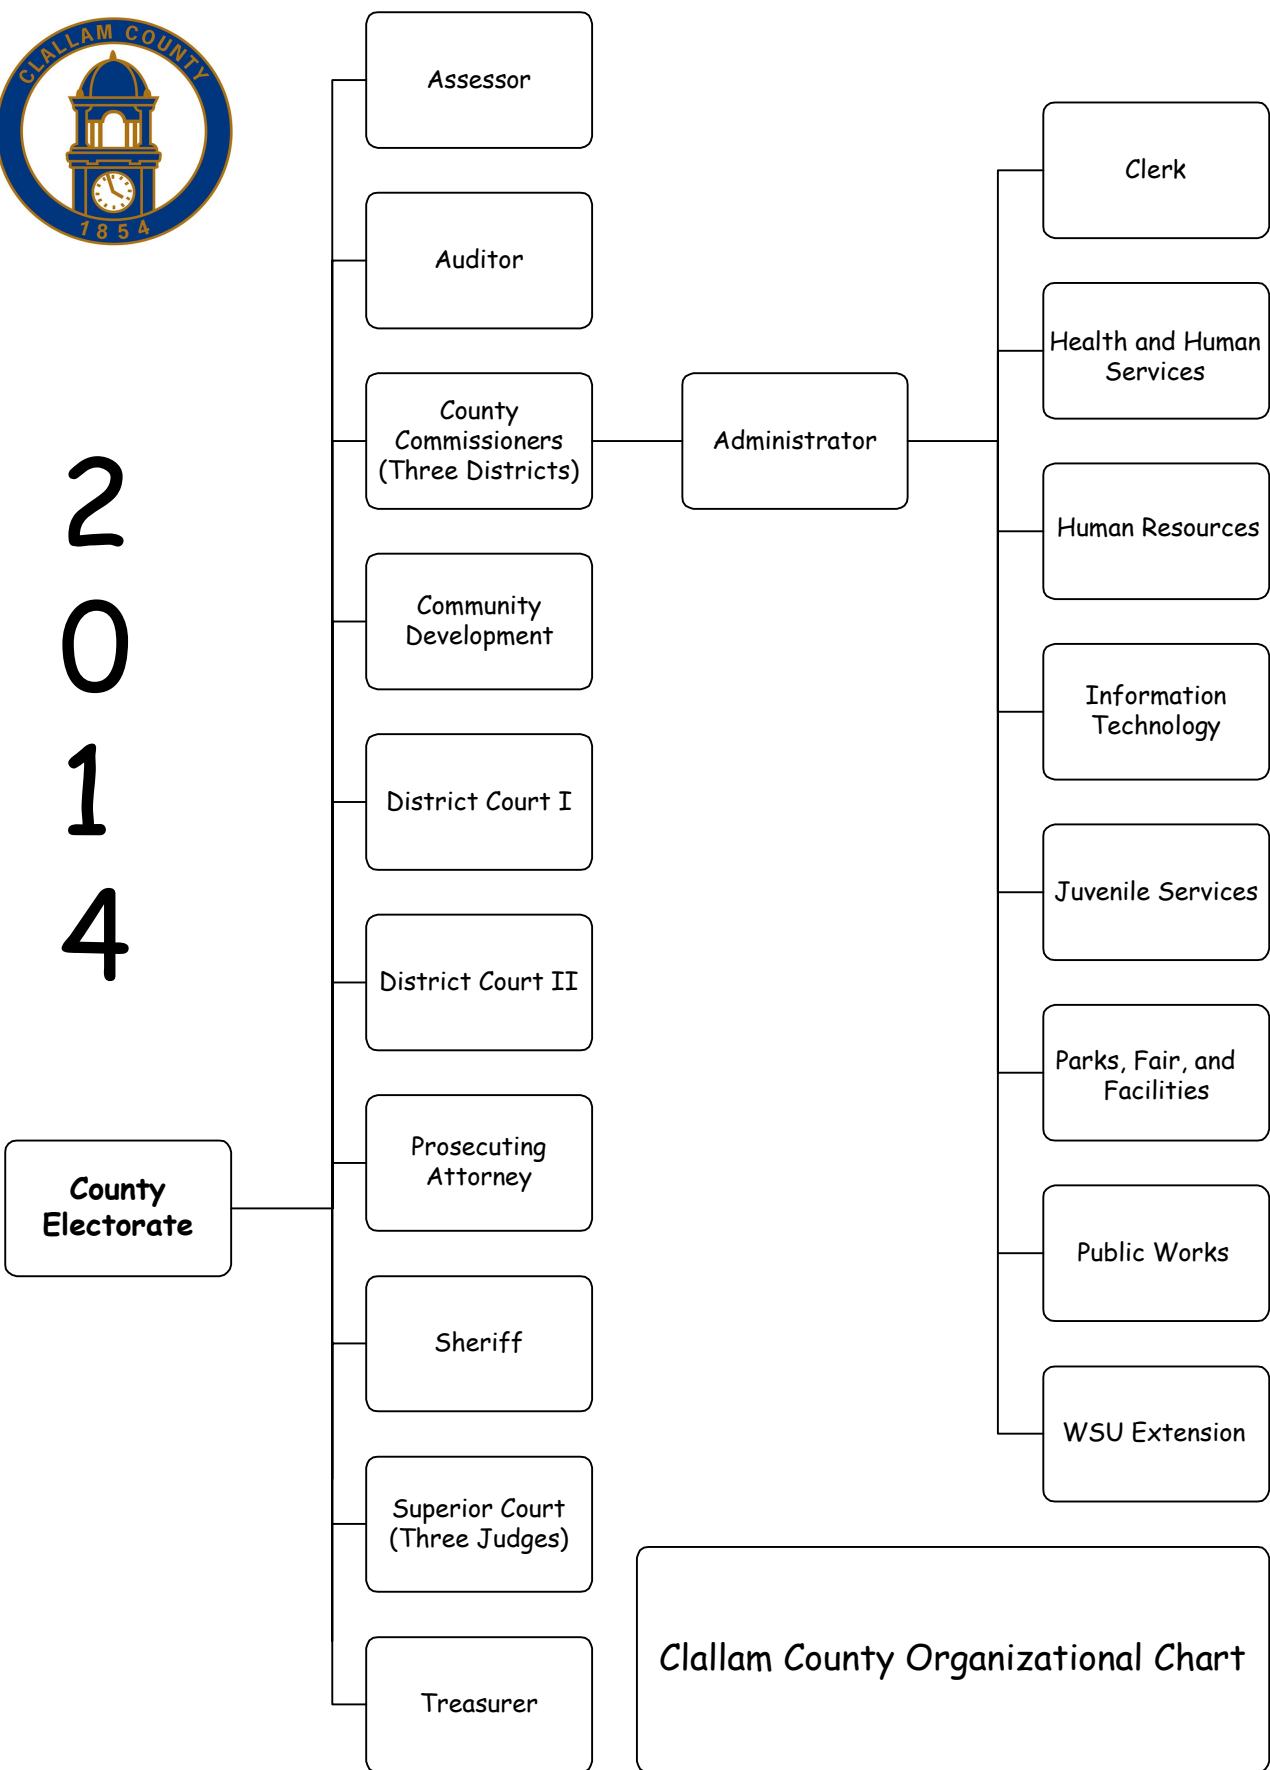 CLALLAM COUNTY
1854
2
0
1
4
County
Electorate
Assessor
Auditor
County
Commissioners
(Three Districts)
Community
Development
District Court I
District Court II
Prosecuting
Attorney
Sheriff
Superior Court
(Three Judges)
Treasurer
Administrator
Clerk
Health and Human
Services
Human Resources
Information
Technology
Juvenile Services
Parks, Fair, and
Facilities
Public Works
WSU Extension
Clallam County Organizational Chart